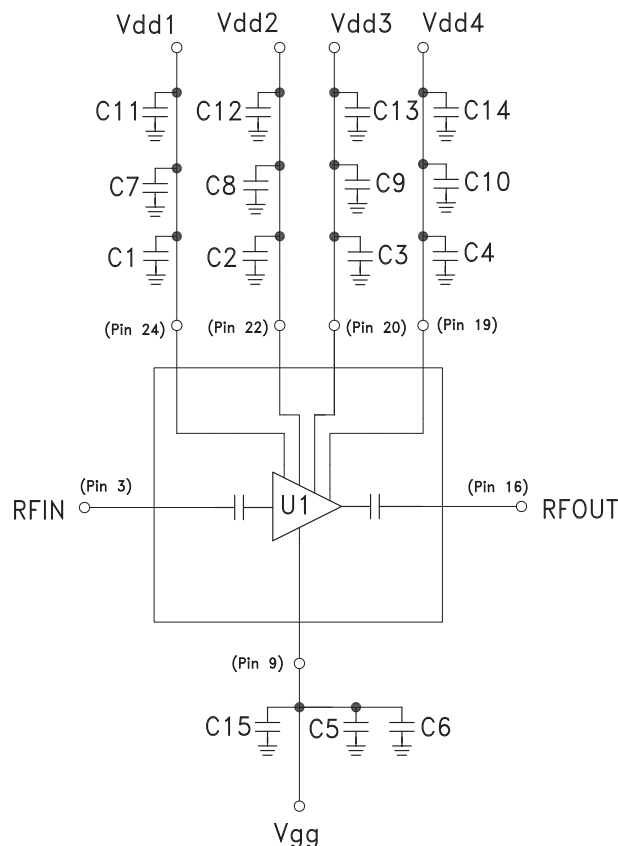 Vdd1 Vdd2 Vdd3 Vdd4
C11 C12 C13 C14
C7 C8 C9 C10
C1 C2 C3 C4
(Pin 24) (Pin 22) (Pin 20) (Pin 19)
(Pin 3) (Pin 16)
RFIN U1 RFOUT
(Pin 9)
C15 C5 C6
Vgg